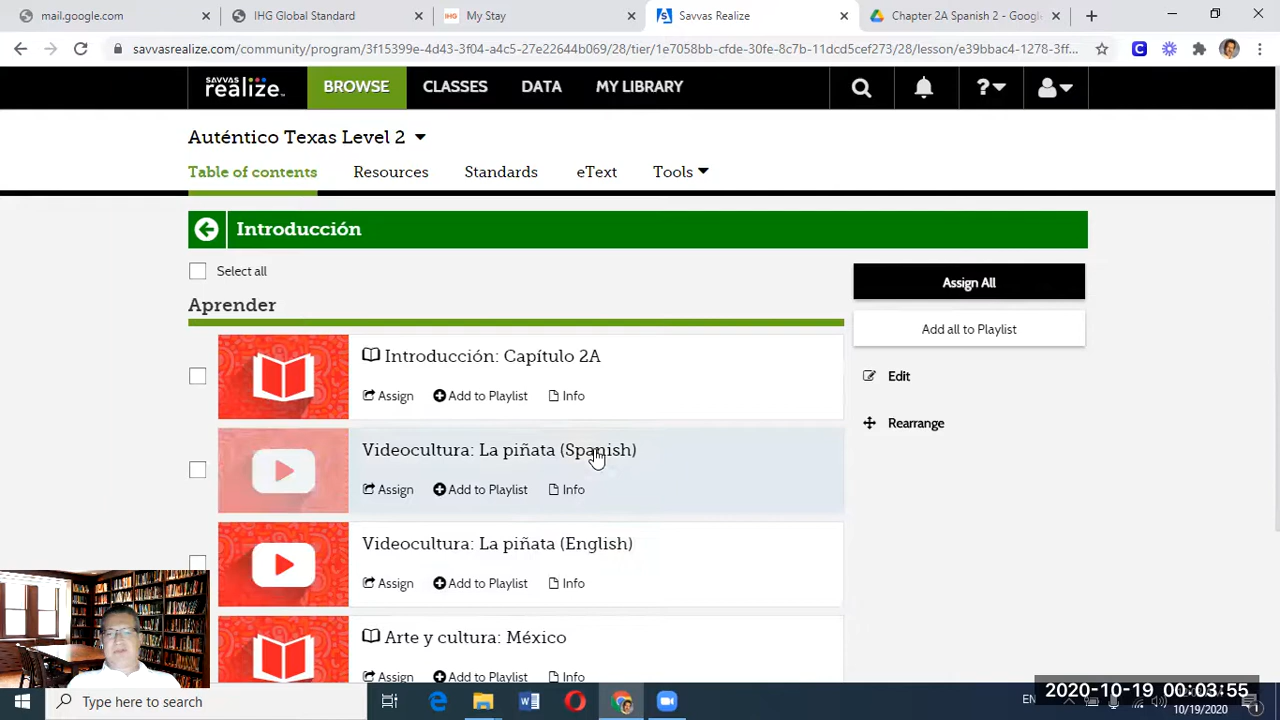 mail.google.com
IHG Global Standard
My Stay
Savvas Realize
Chapter 2A Spanish 2 - Googl
savvasrealize.com/community/program/3f15399e-4d43-4f04-a4c5-27e22644b069/28/tier/1e7058bb-cfde-30fe-8c7b-11dcd5cef273/28/lesson/e39bbac4-1278-3ff...
SAVVAS realize™ BROWSE CLASSES DATA MY LIBRARY
Auténtico Texas Level 2
Table of contents Resources Standards eText Tools
Introducción
Select all
Assign All
Aprender
Add all to Playlist
Introducción: Capítulo 2A
Assign Add to Playlist Info
Edit
Rearrange
Videocultura: La piñata (Spanish)
Assign Add to Playlist Info
Videocultura: La piñata (English)
Assign Add to Playlist Info
Arte y cultura: México
Assign Add to Playlist Info
Type here to search
2020-10-19 00:03:55
10/19/2020